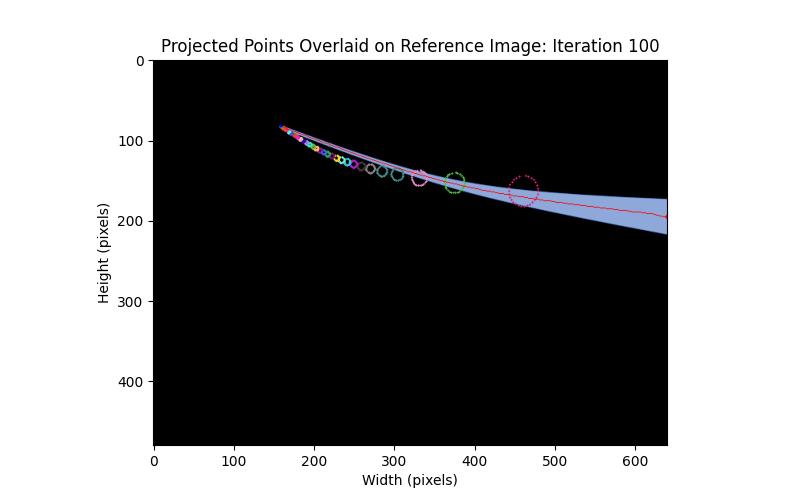 Projected Points Overlaid on Reference Image: Iteration 100
0
100
200
300
400
Height (pixels)
0 100 200 300 400 500 600
Width (pixels)